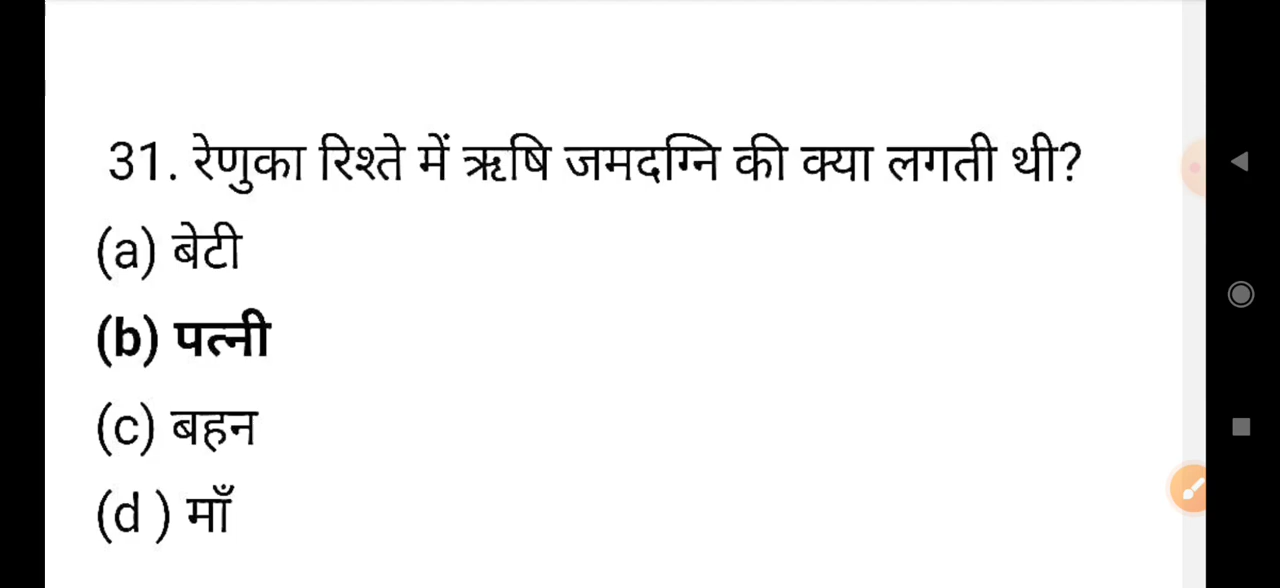 31. रेणुका रिश्ते में ऋषि जमदग्नि की क्या लगती थी?
(a) बेटी
(b) पत्नी
(c) बहन
(d ) माँ